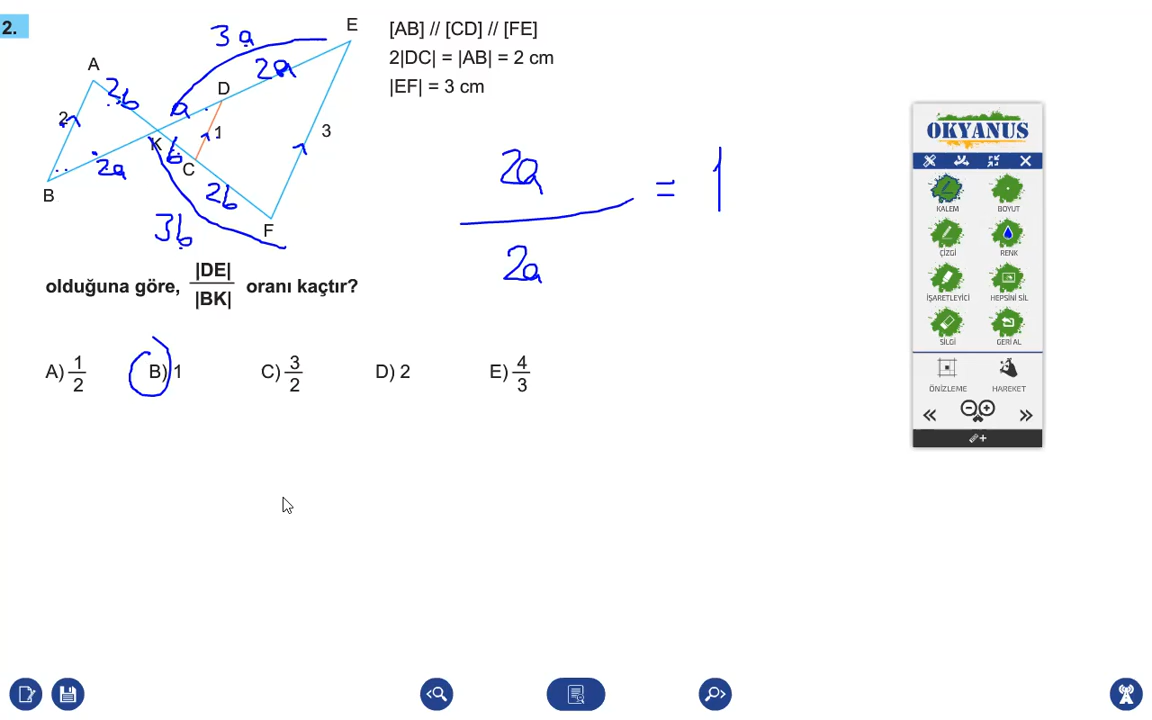 2.
[AB] // [CD] // [FE]
2|DC| = |AB| = 2 cm
|EF| = 3 cm
E
3a
2a
A
2b
D
a
2
K
b
1
3
C
2a
B
2b
F
3b
2a
2a
= 1
olduğuna göre, |DE| / |BK| oranı kaçtır?
A) 1/2 B) 1 C) 3/2 D) 2 E) 4/3
OKYANUS
KALEM BOYUT
ÇİZGİ RENK
İŞARETLEYİCİ HEPSİNİ SİL
SİLGİ GERİ AL
ÖNİZLEME HAREKET